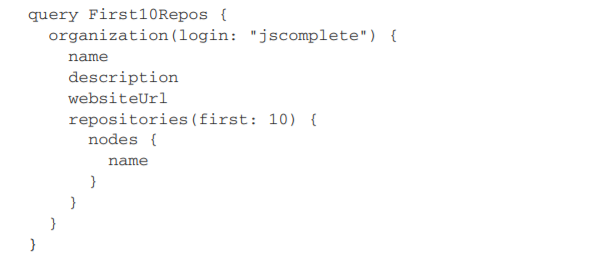 query First10Repos {
  organization(login: "jscomplete") {
    name
    description
    websiteUrl
    repositories(first: 10) {
      nodes {
        name
      }
    }
  }
}